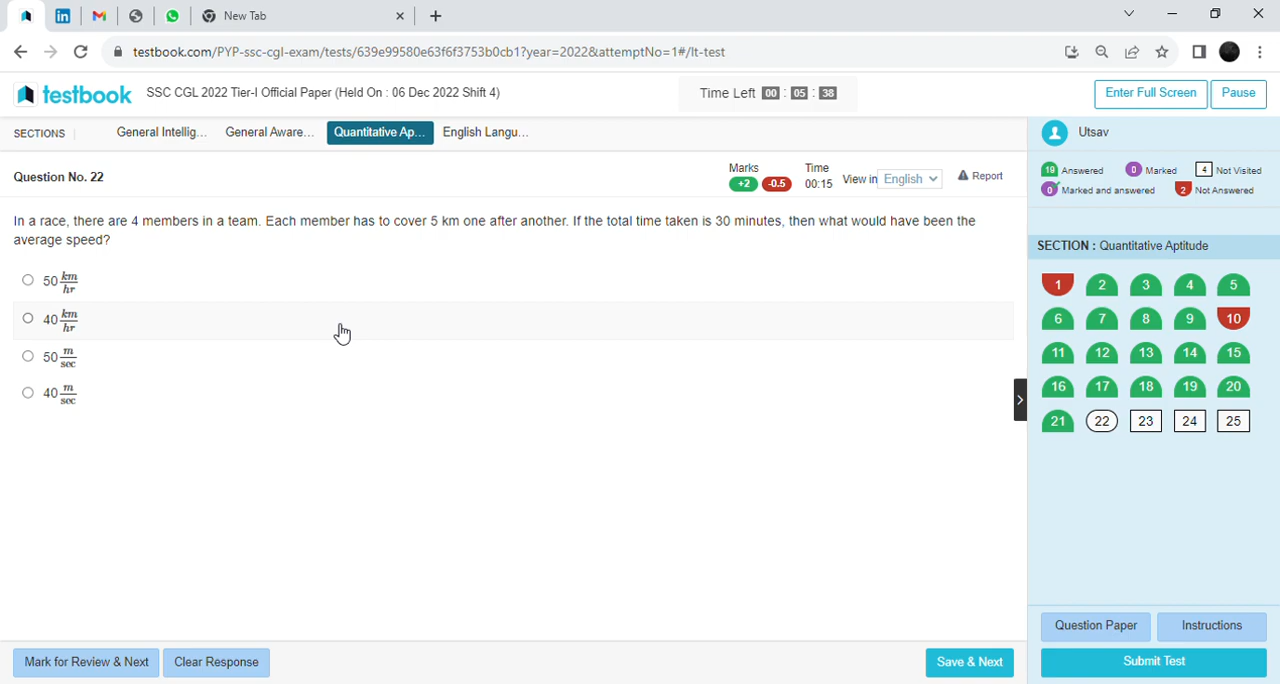 New Tab
testbook.com/PYP-ssc-cgl-exam/tests/639e99580e63f6f3753b0cb1?year=2022&attemptNo=1#/lt-test
testbook
SSC CGL 2022 Tier-I Official Paper (Held On : 06 Dec 2022 Shift 4)
Time Left 00 : 05 : 38
Enter Full Screen
Pause
SECTIONS
General Intellig...
General Aware...
Quantitative Ap...
English Langu...
Utsav
Question No. 22
Marks
+2 -0.5
Time
00:15
View in English
Report
19 Answered
0 Marked
4 Not Visited
0 Marked and answered
2 Not Answered
In a race, there are 4 members in a team. Each member has to cover 5 km one after another. If the total time taken is 30 minutes, then what would have been the
average speed?
50 km/hr
40 km/hr
50 m/sec
40 m/sec
SECTION : Quantitative Aptitude
1 2 3 4 5
6 7 8 9 10
11 12 13 14 15
16 17 18 19 20
21 22 23 24 25
Question Paper
Instructions
Mark for Review & Next
Clear Response
Save & Next
Submit Test